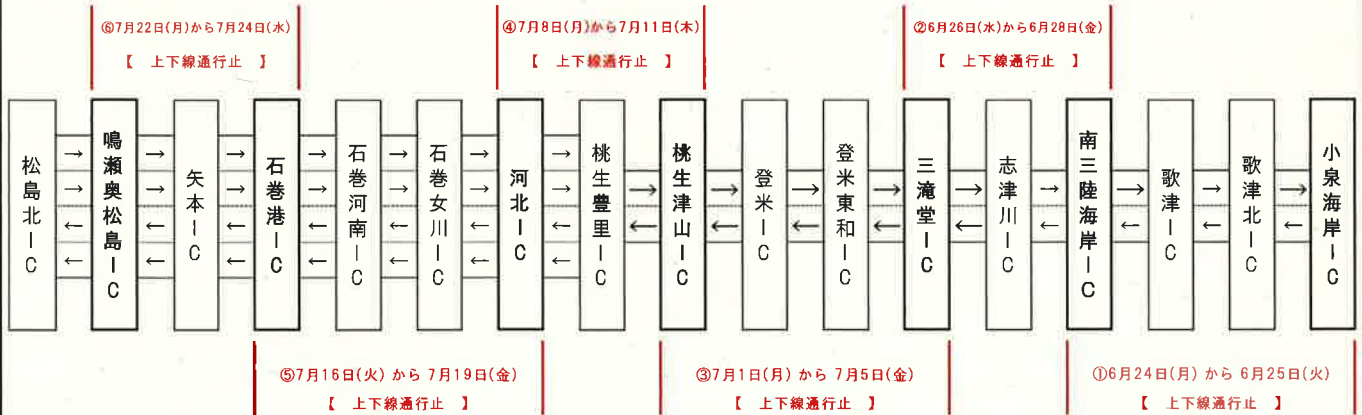 ⑥7月22日(月)から7月24日(水)
【 上下線通行止 】
④7月8日(月)から7月11日(木)
【 上下線通行止 】
②6月26日(水)から6月28日(金)
【 上下線通行止 】
松島北IC
鳴瀬奥松島IC
矢本IC
石巻港IC
石巻河南IC
石巻女川IC
河北IC
桃生豊里IC
桃生津山IC
登米IC
登米東和IC
三滝堂IC
志津川IC
南三陸海岸IC
歌津IC
歌津北IC
小泉海岸IC
⑤7月16日(火) から 7月19日(金)
【 上下線通行止 】
③7月1日(月) から 7月5日(金)
【 上下線通行止 】
①6月24日(月) から 6月25日(火)
【 上下線通行止 】